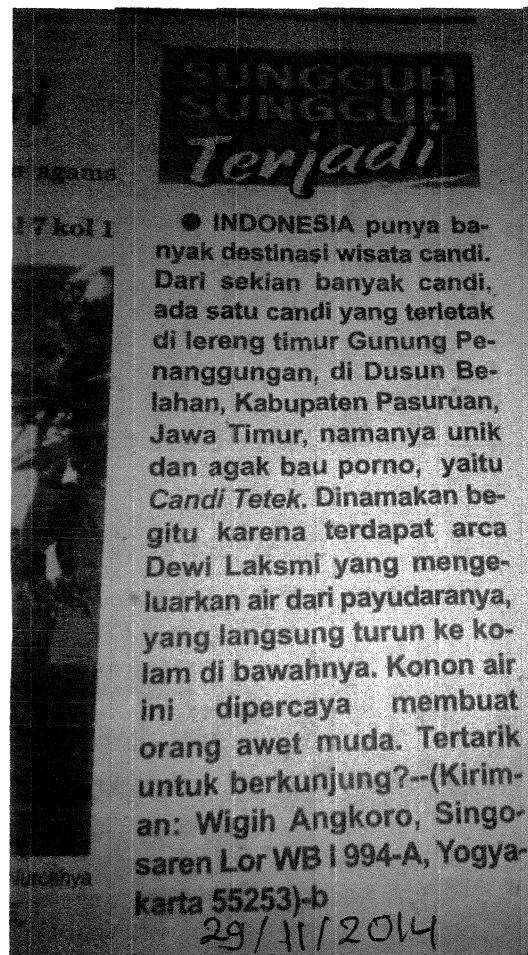 SUNGGUH
SUNGGUH
Terjadi
a agama
l 7 kol 1
● INDONESIA punya ba-
nyak destinasi wisata candi.
Dari sekian banyak candi,
ada satu candi yang terletak
di lereng timur Gunung Pe-
nanggungan, di Dusun Be-
lahan, Kabupaten Pasuruan,
Jawa Timur, namanya unik
dan agak bau porno, yaitu
Candi Tetek. Dinamakan be-
gitu karena terdapat arca
Dewi Laksmi yang menge-
luarkan air dari payudaranya,
yang langsung turun ke ko-
lam di bawahnya. Konon air
ini dipercaya membuat
orang awet muda. Tertarik
untuk berkunjung?--(Kirim-
an: Wigih Angkoro, Singo-
saren Lor WB I 994-A, Yogya-
karta 55253)-b
29/11/2014